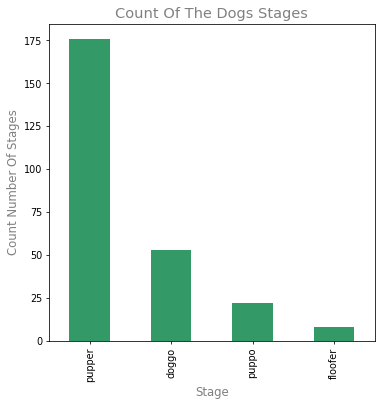 Count Of The Dogs Stages
Count Number Of Stages
175
150
125
100
75
50
25
0
pupper
doggo
puppo
floofer
Stage